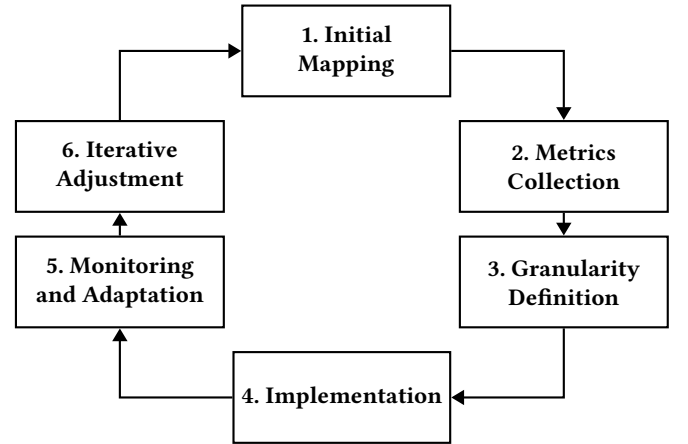 1. Initial
Mapping
2. Metrics
Collection
3. Granularity
Definition
4. Implementation
5. Monitoring
and Adaptation
6. Iterative
Adjustment